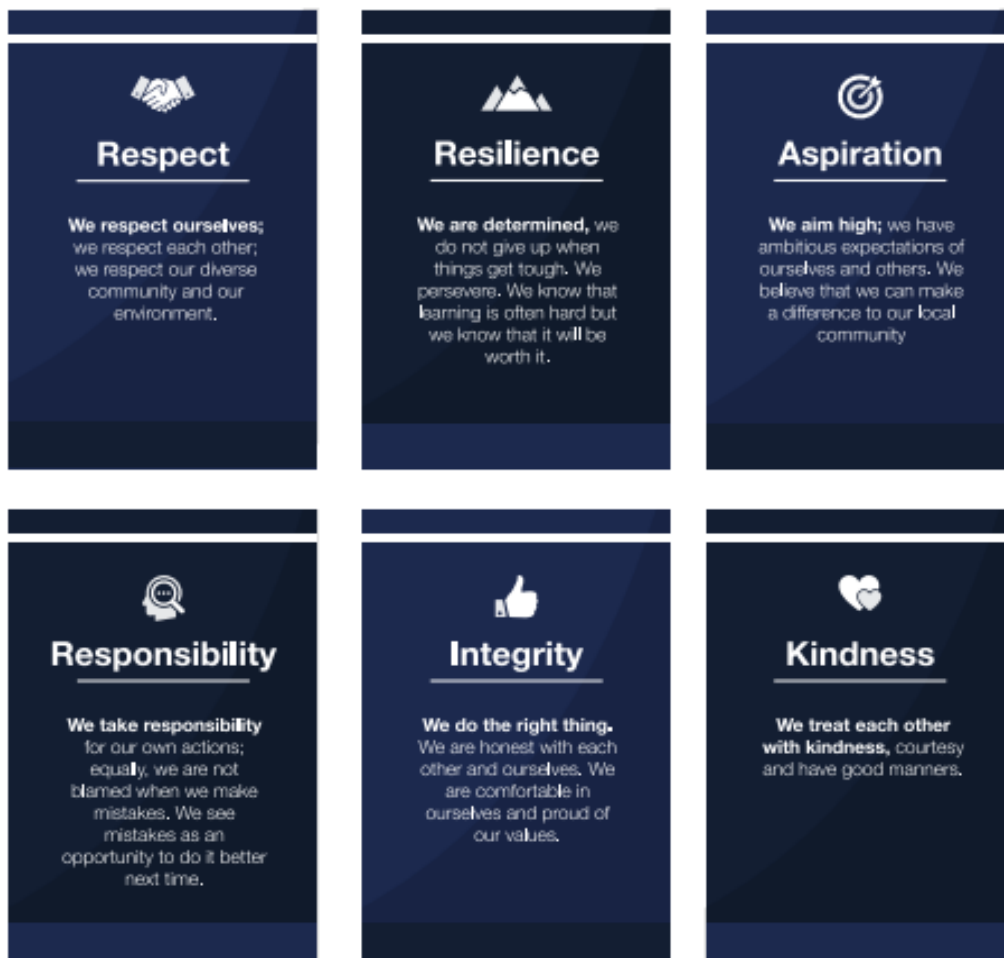 Respect
We respect ourselves;
we respect each other;
we respect our diverse
community and our
environment.
Resilience
We are determined, we
do not give up when
things get tough. We
persevere. We know that
learning is often hard but
we know that it will be
worth it.
Aspiration
We aim high; we have
ambitious expectations of
ourselves and others. We
believe that we can make
a difference to our local
community
Responsibility
We take responsibility
for our own actions;
equally, we are not
blamed when we make
mistakes. We see
mistakes as an
opportunity to do it better
next time.
Integrity
We do the right thing.
We are honest with each
other and ourselves. We
are comfortable in
ourselves and proud of
our values.
Kindness
We treat each other
with kindness, courtesy
and have good manners.